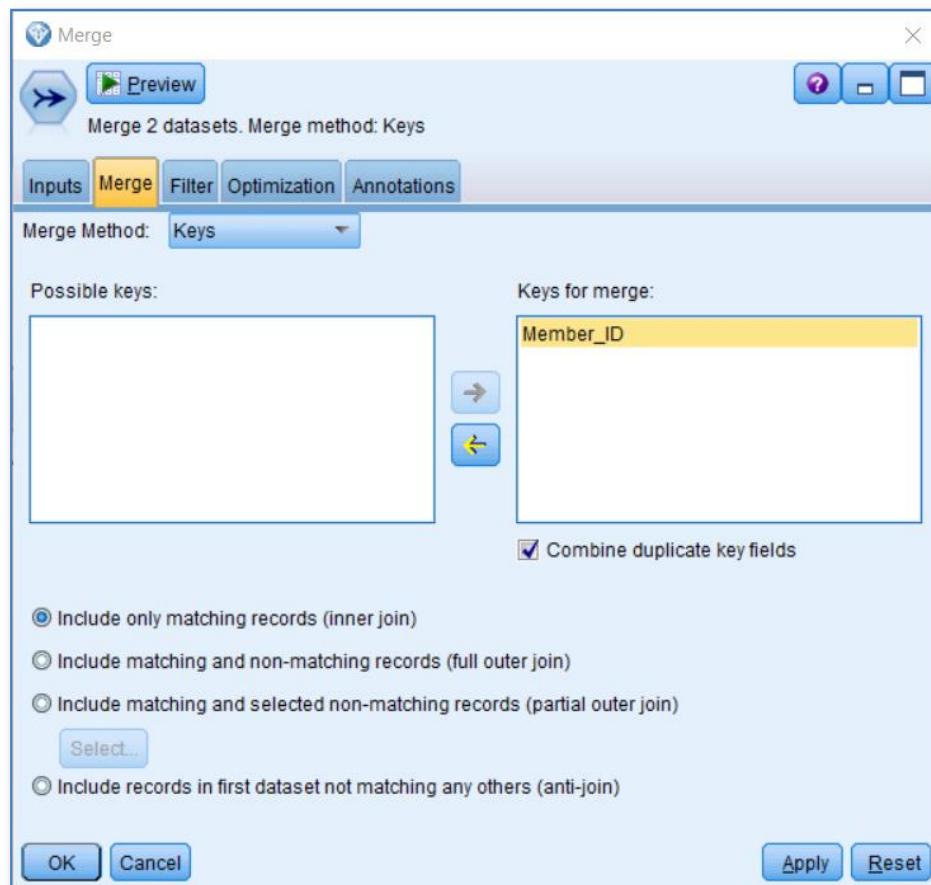 Merge
Preview
Merge 2 datasets. Merge method: Keys
Inputs Merge Filter Optimization Annotations
Merge Method: Keys
Possible keys: Keys for merge:
Member_ID
Combine duplicate key fields
Include only matching records (inner join)
Include matching and non-matching records (full outer join)
Include matching and selected non-matching records (partial outer join)
Select...
Include records in first dataset not matching any others (anti-join)
OK Cancel Apply Reset